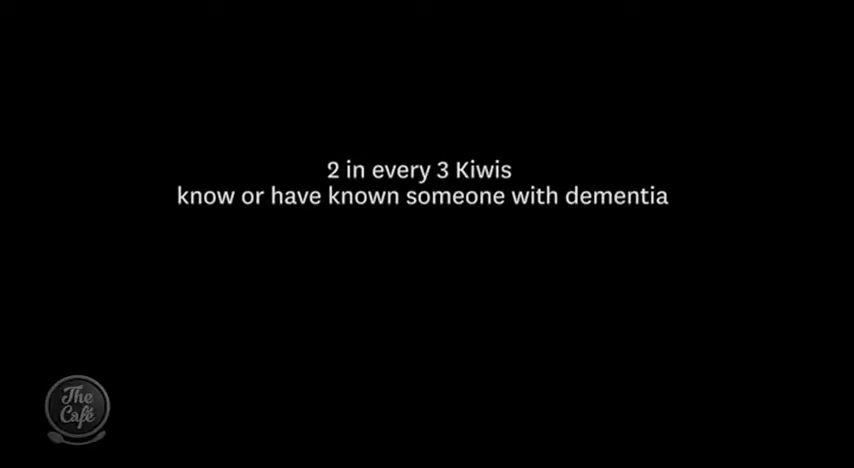 2 in every 3 Kiwis
know or have known someone with dementia
The
Café